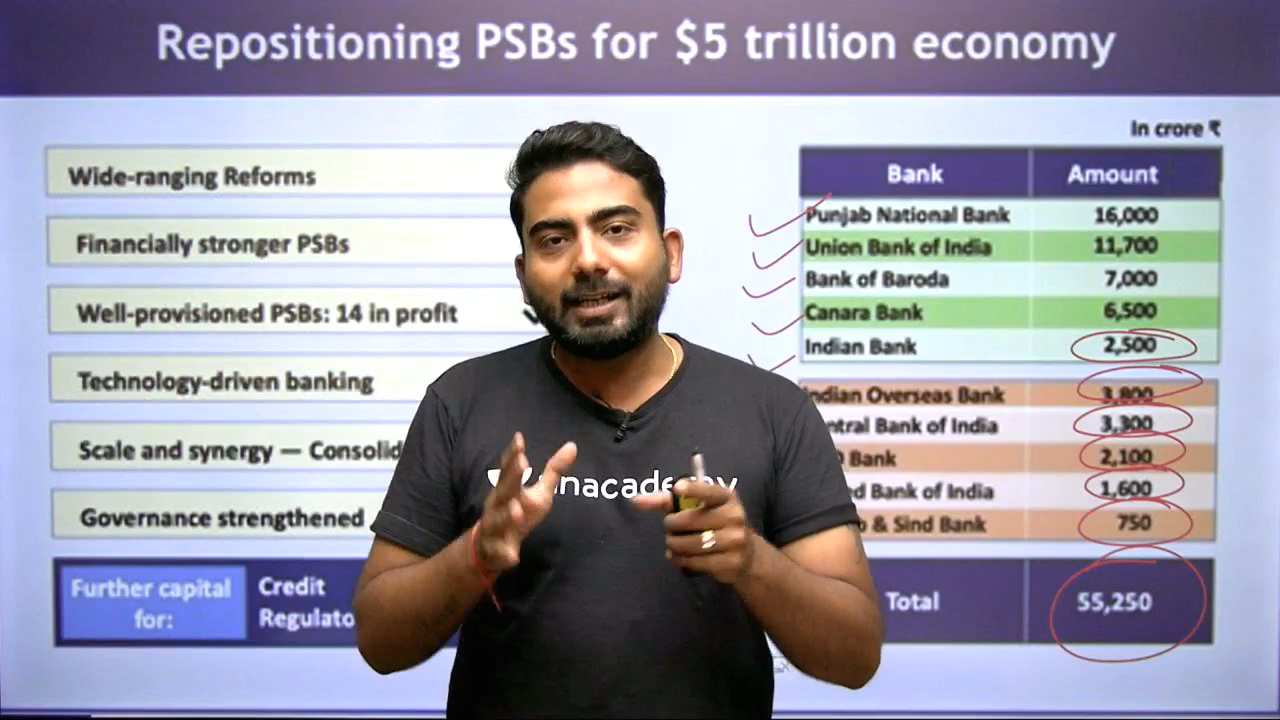 Repositioning PSBs for $5 trillion economy
In crore ₹
Wide-ranging Reforms
Financially stronger PSBs
Well-provisioned PSBs: 14 in profit
Technology-driven banking
Scale and synergy — Consolid
Governance strengthened
Further capital
for:
Credit
Regulato
Bank Amount
Punjab National Bank 16,000
Union Bank of India 11,700
Bank of Baroda 7,000
Canara Bank 6,500
Indian Bank 2,500
ndian Overseas Bank 3,800
ntral Bank of India 3,300
Bank 2,100
ed Bank of India 1,600
& Sind Bank 750
Total 55,250
unacademy